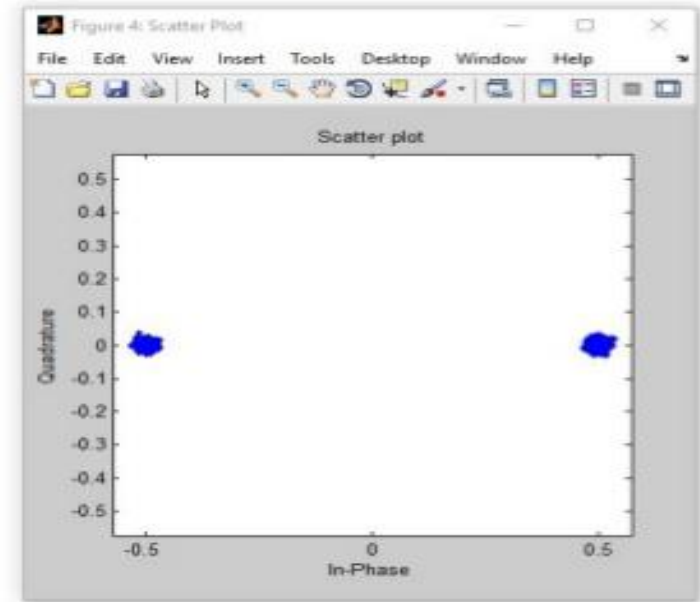 Figure 4: Scatter Plot
File Edit View Insert Tools Desktop Window Help
Scatter plot
0.5
0.4
0.3
0.2
0.1
0
-0.1
-0.2
-0.3
-0.4
-0.5
Quadrature
-0.5 0 0.5
In-Phase